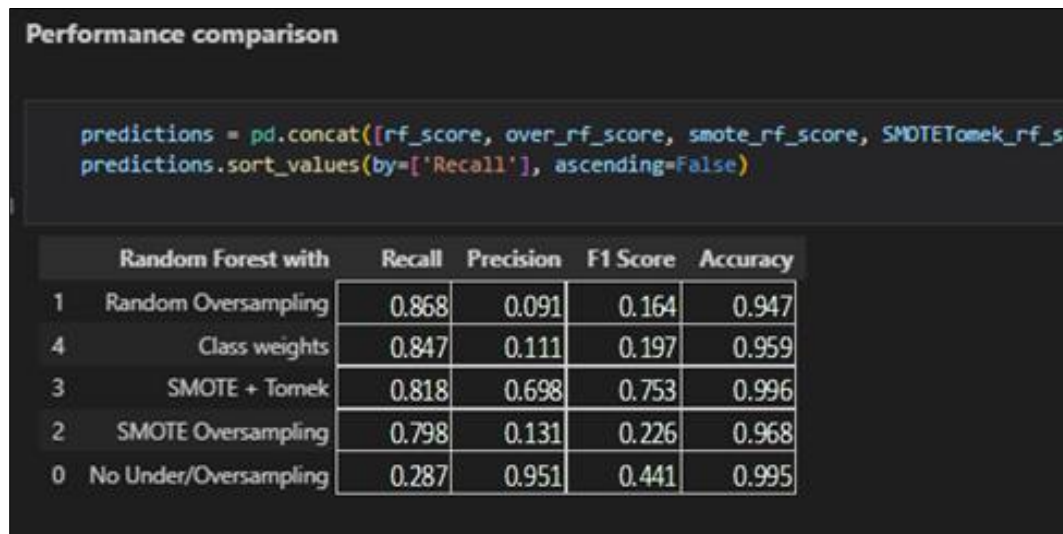 Performance comparison
predictions = pd.concat([rf_score, over_rf_score, smote_rf_score, SMOTETomek_rf_s
predictions.sort_values(by=['Recall'], ascending=False)
Random Forest with Recall Precision F1 Score Accuracy
1 Random Oversampling 0.868 0.091 0.164 0.947
4 Class weights 0.847 0.111 0.197 0.959
3 SMOTE + Tomek 0.818 0.698 0.753 0.996
2 SMOTE Oversampling 0.798 0.131 0.226 0.968
0 No Under/Oversampling 0.287 0.951 0.441 0.995